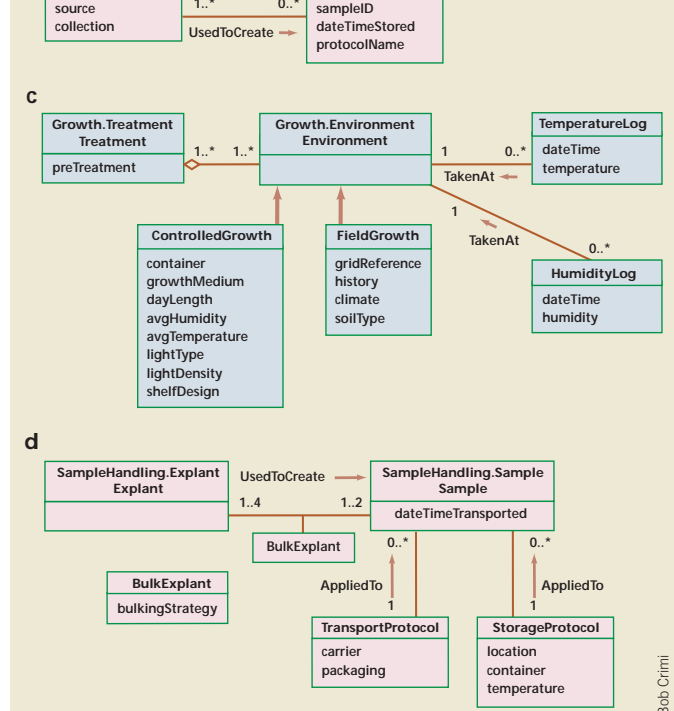 source
collection
1..*
0..*
UsedToCreate
sampleID
dateTimeStored
protocolName
c
Growth.Treatment
Treatment
preTreatment
1..*
1..*
Growth.Environment
Environment
1
0..*
TakenAt
TemperatureLog
dateTime
temperature
1
TakenAt
0..*
HumidityLog
dateTime
humidity
ControlledGrowth
container
growthMedium
dayLength
avgHumidity
avgTemperature
lightType
lightDensity
shelfDesign
FieldGrowth
gridReference
history
climate
soilType
d
SampleHandling.Explant
Explant
UsedToCreate
1..4
1..2
SampleHandling.Sample
Sample
dateTimeTransported
BulkExplant
BulkExplant
bulkingStrategy
0..*
AppliedTo
1
0..*
AppliedTo
1
TransportProtocol
carrier
packaging
StorageProtocol
location
container
temperature
Bob Crimi